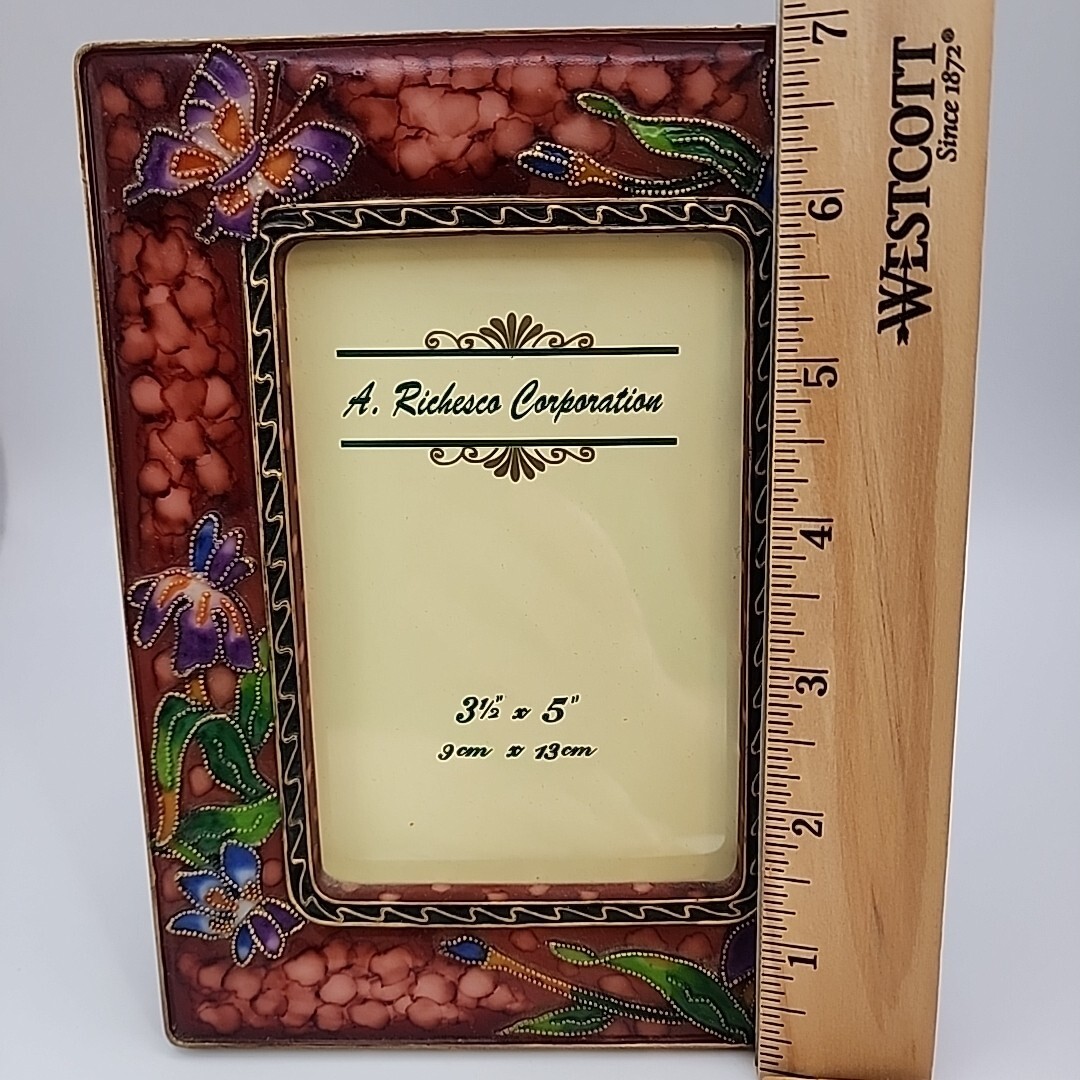 A. Richesco Corporation
3½" x 5"
9cm x 13cm
WESTCOTT®
Since 1872
7
6
5
4
3
2
1